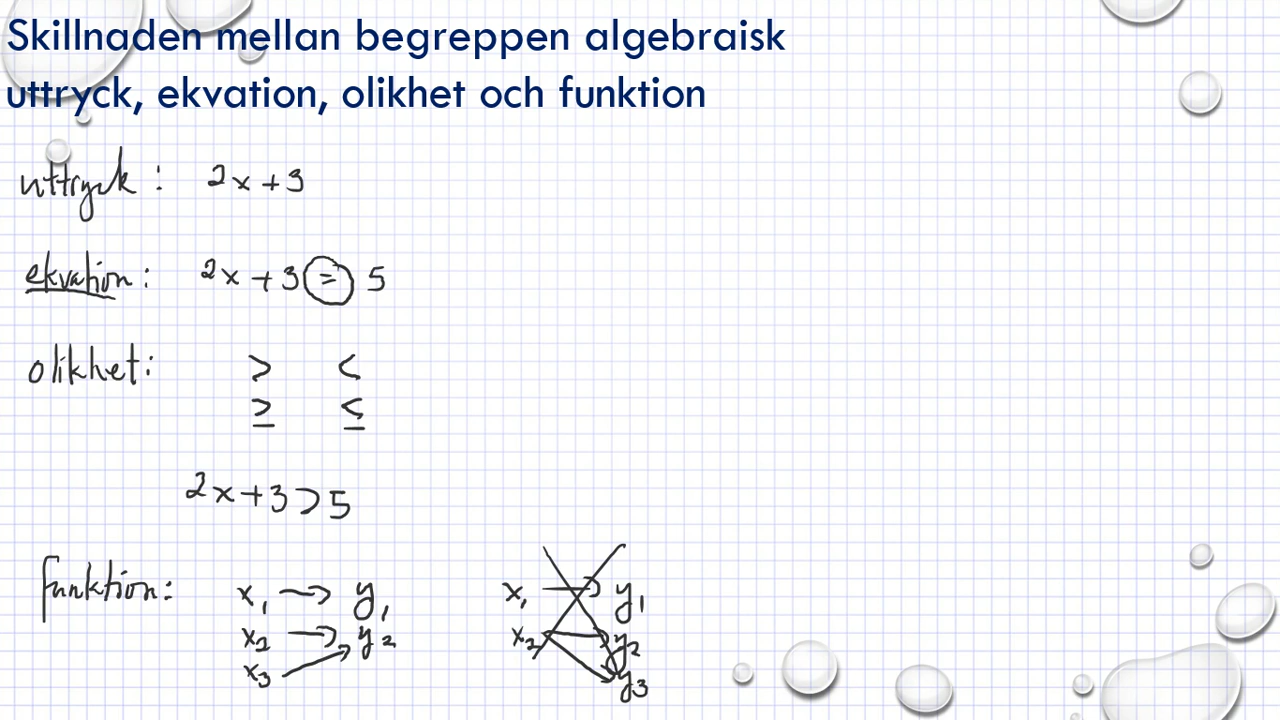 Skillnaden mellan begreppen algebraisk
uttryck, ekvation, olikhet och funktion
uttryck: 2x+3
ekvation: 2x+3 = 5
olikhet: > <
≥ ≤
2x+3>5
funktion: x₁ → y₁ x₁ → y₁
x₂ → y₂ x₂ y₂
x₃ y₃